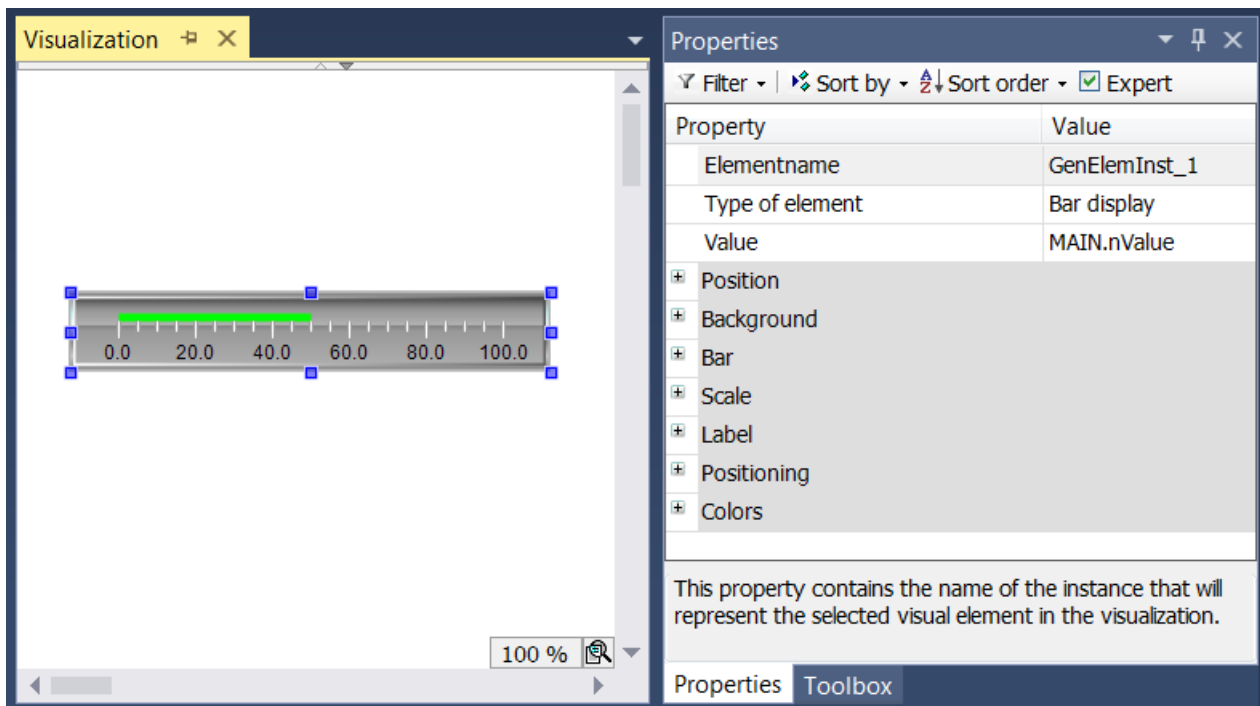 Visualization
Properties
Filter
Sort by
Sort order
Expert
Property Value
Elementname GenElemInst_1
Type of element Bar display
Value MAIN.nValue
Position
Background
Bar
Scale
Label
Positioning
Colors
0.0 20.0 40.0 60.0 80.0 100.0
This property contains the name of the instance that will
represent the selected visual element in the visualization.
100 %
Properties Toolbox